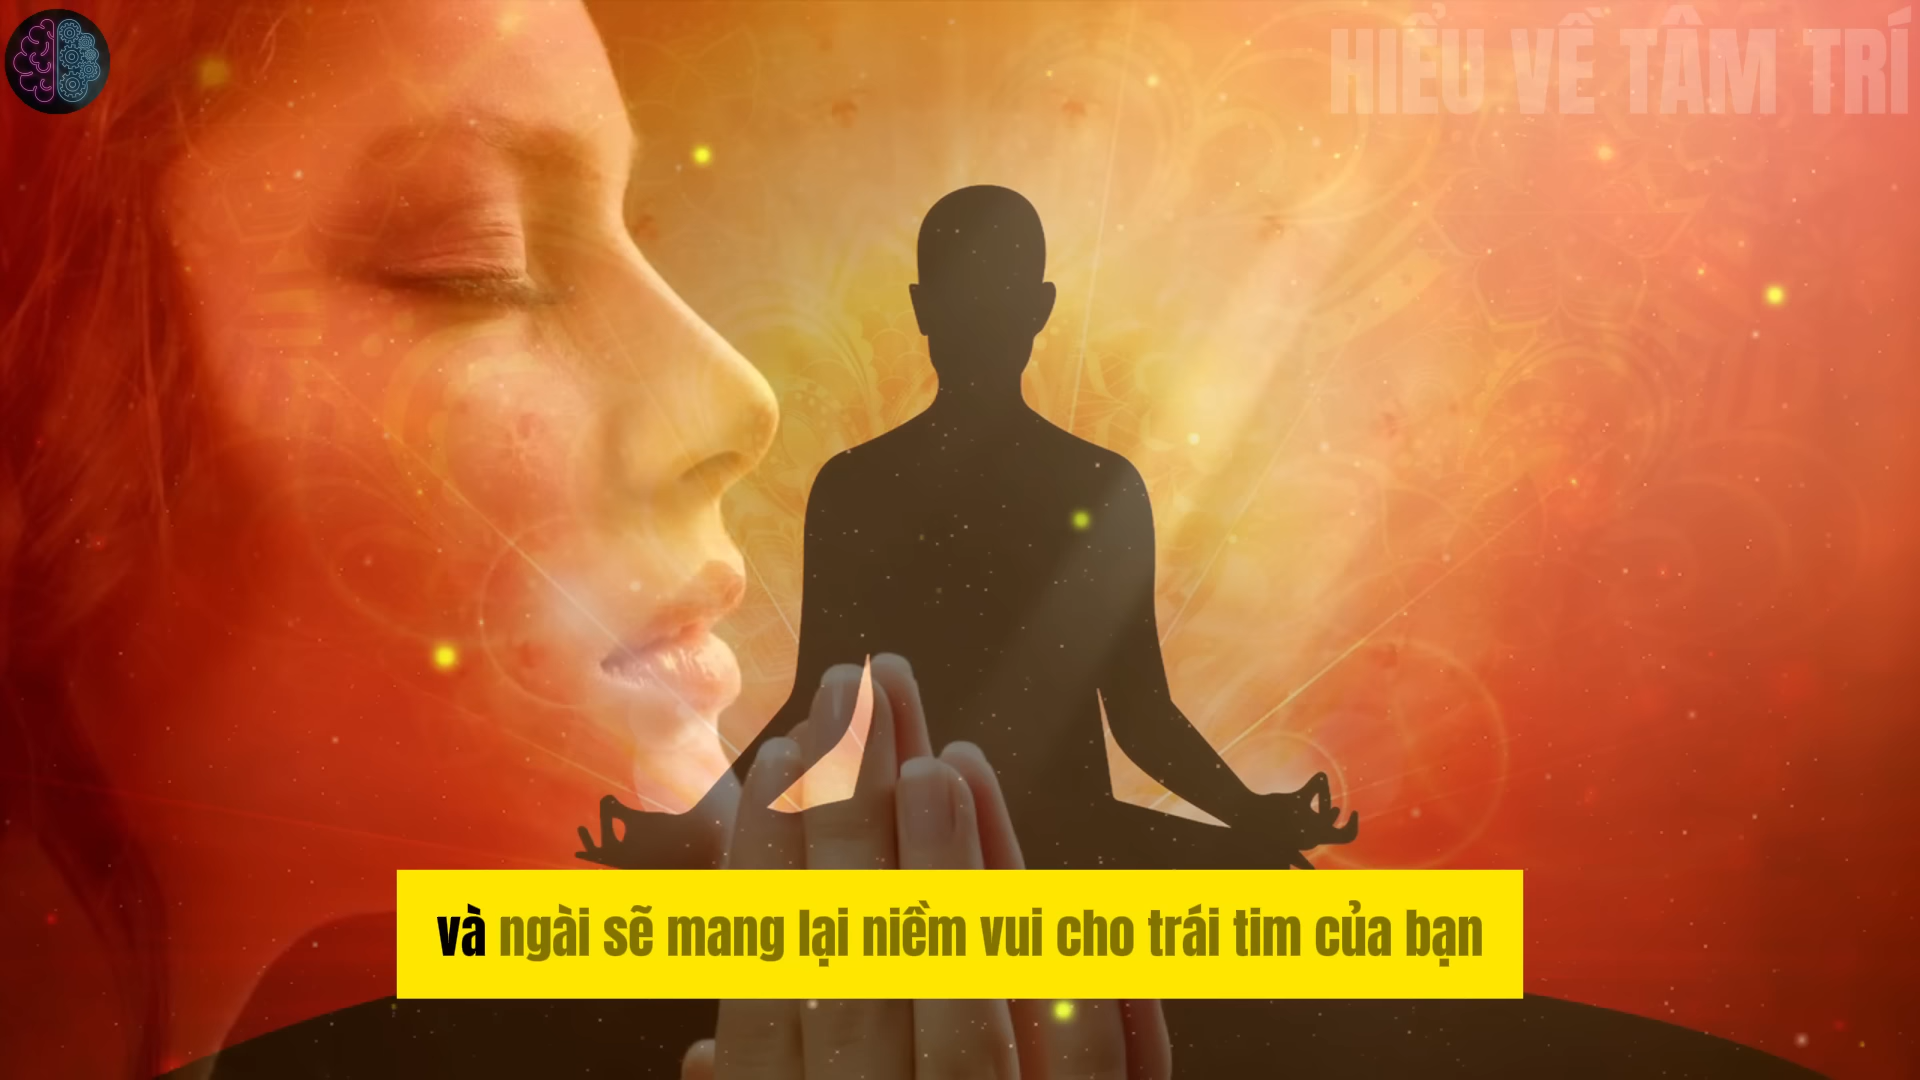 HIỂU VỀ TÂM TRÍ
và ngài sẽ mang lại niềm vui cho trái tim của bạn